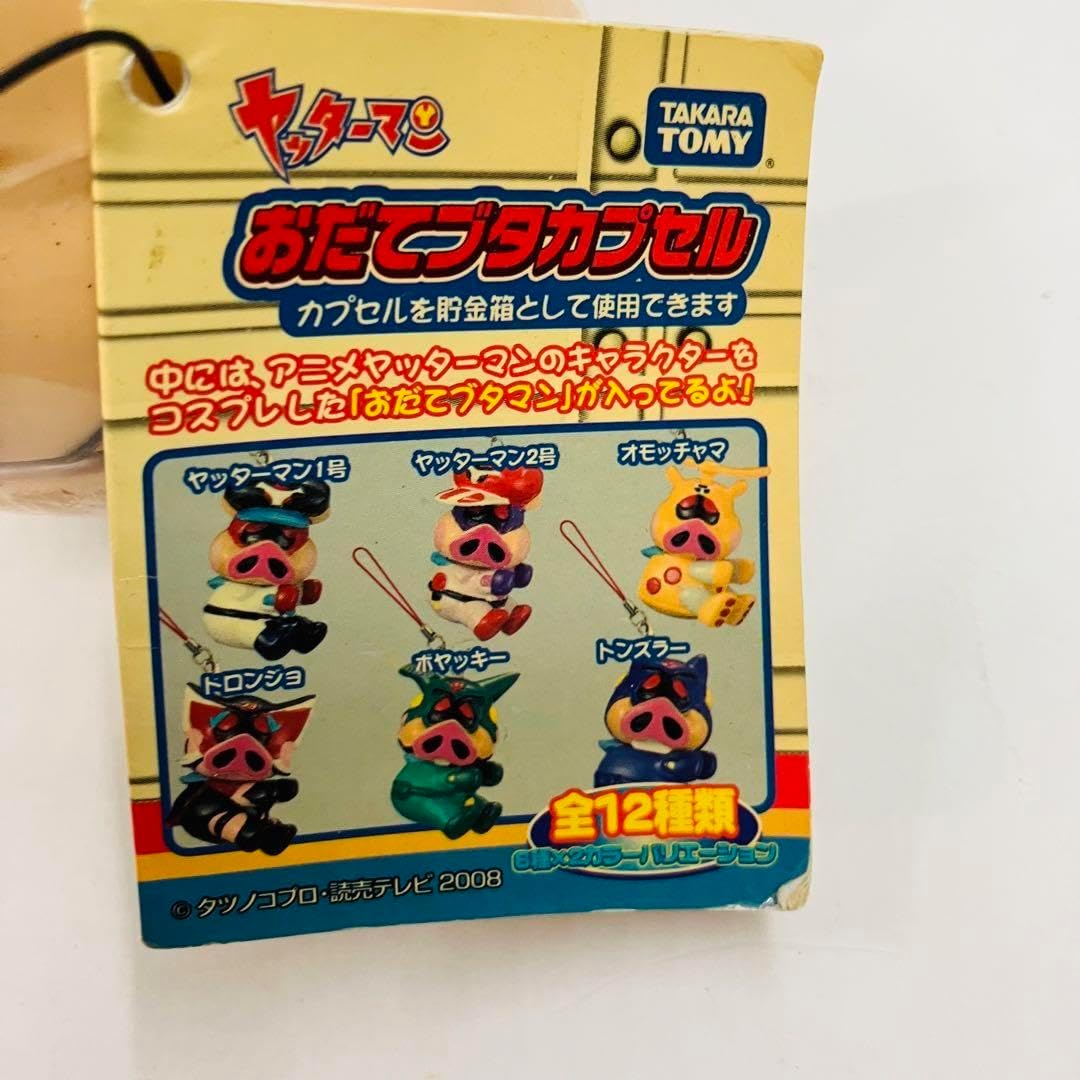 ヤッターマン
TAKARA
TOMY
®
おだてブタカプセル
カプセルを貯金箱として使用できます
中には、アニメヤッターマンのキャラクターを
コスプレした「おだてブタマン」が入ってるよ!
ヤッターマン1号
ヤッターマン2号
オモッチャマ
ドロンジョ
ボヤッキー
トンズラー
全12種類
6種×2カラーバリエーション
© タツノコプロ・読売テレビ 2008